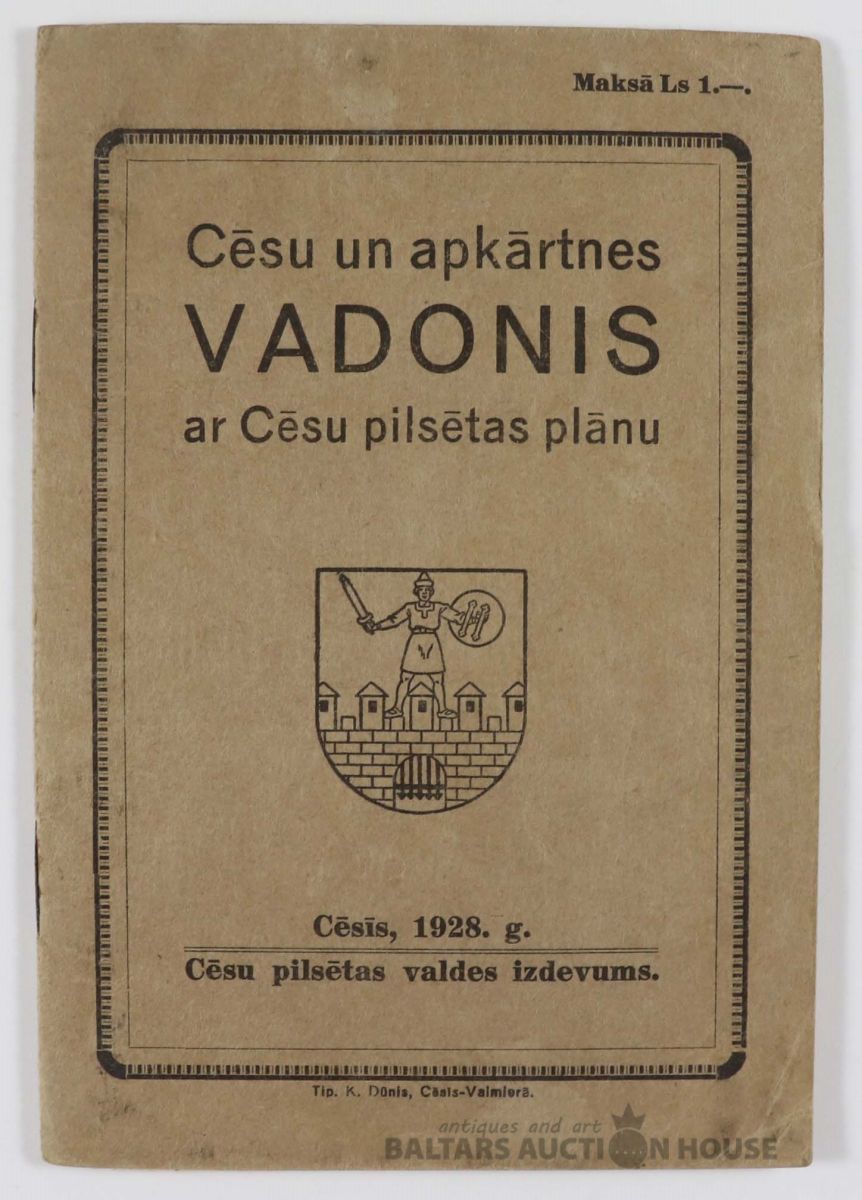 Maksā Ls 1.—.
Cēsu un apkārtnes
VADONIS
ar Cēsu pilsētas plānu
Cēsīs, 1928. g.
Cēsu pilsētas valdes izdevums.
Tip. K. Dūnis, Cēsīs-Valmierā.
antiques and art
BALTARS AUCTION HOUSE